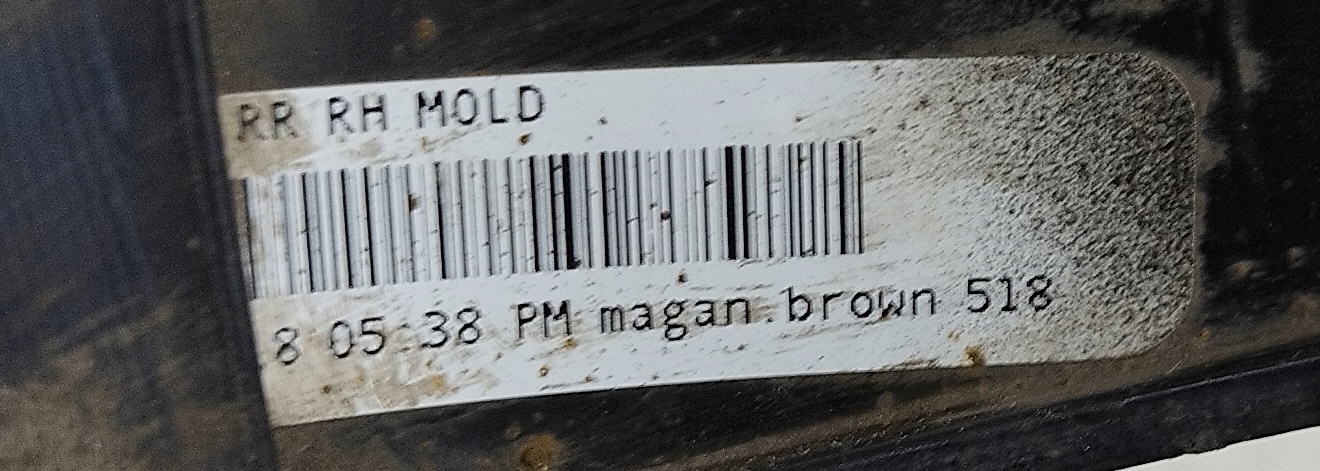 RR RH MOLD
8 05:38 PM magan.brown 518